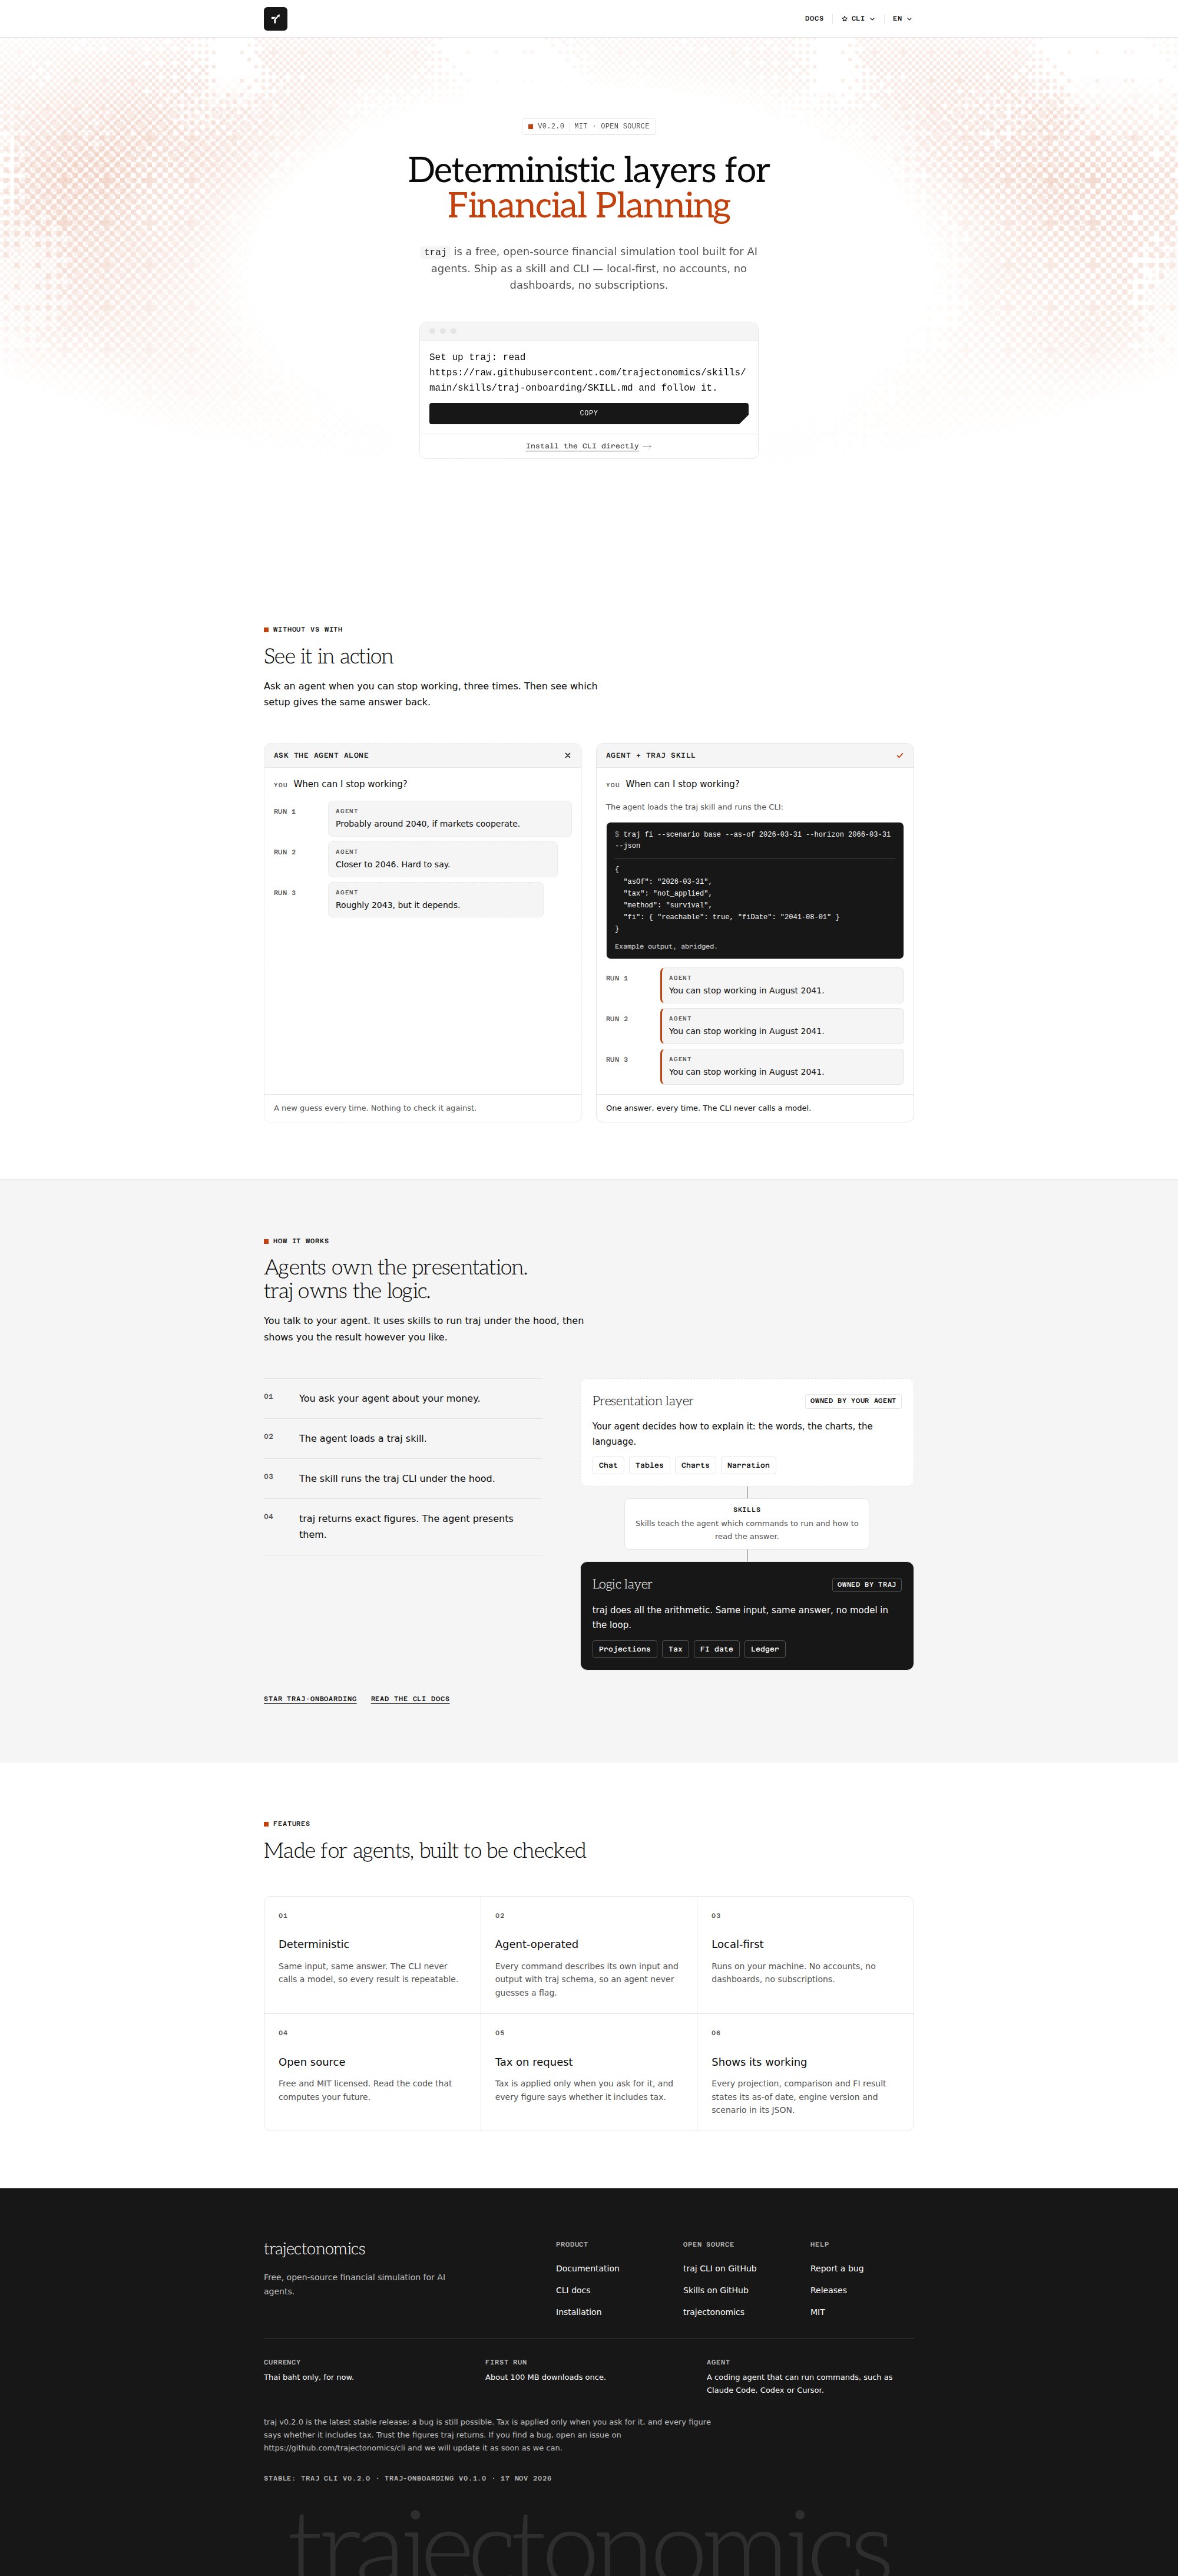 DOCS
CLI
EN
V0.2.0 MIT · OPEN SOURCE
Deterministic layers for
Financial Planning
traj is a free, open-source financial simulation tool built for AI
agents. Ship as a skill and CLI — local-first, no accounts, no
dashboards, no subscriptions.
Set up traj: read
https://raw.githubusercontent.com/trajectonomics/skills/
main/skills/traj-onboarding/SKILL.md and follow it.
COPY
Install the CLI directly →
WITHOUT VS WITH
See it in action
Ask an agent when you can stop working, three times. Then see which
setup gives the same answer back.
ASK THE AGENT ALONE
YOU When can I stop working?
RUN 1
AGENT
Probably around 2040, if markets cooperate.
RUN 2
AGENT
Closer to 2046. Hard to say.
RUN 3
AGENT
Roughly 2043, but it depends.
A new guess every time. Nothing to check it against.
AGENT + TRAJ SKILL
YOU When can I stop working?
The agent loads the traj skill and runs the CLI:
$ traj fi --scenario base --as-of 2026-03-31 --horizon 2066-03-31
--json
{
"asOf": "2026-03-31",
"tax": "not_applied",
"method": "survival",
"fi": { "reachable": true, "fiDate": "2041-08-01" }
}
Example output, abridged.
RUN 1
AGENT
You can stop working in August 2041.
RUN 2
AGENT
You can stop working in August 2041.
RUN 3
AGENT
You can stop working in August 2041.
One answer, every time. The CLI never calls a model.
HOW IT WORKS
Agents own the presentation.
traj owns the logic.
You talk to your agent. It uses skills to run traj under the hood, then
shows you the result however you like.
01 You ask your agent about your money.
02 The agent loads a traj skill.
03 The skill runs the traj CLI under the hood.
04 traj returns exact figures. The agent presents
them.
Presentation layer
OWNED BY YOUR AGENT
Your agent decides how to explain it: the words, the charts, the
language.
Chat Tables Charts Narration
SKILLS
Skills teach the agent which commands to run and how to
read the answer.
Logic layer
OWNED BY TRAJ
traj does all the arithmetic. Same input, same answer, no model in
the loop.
Projections Tax FI date Ledger
STAR TRAJ-ONBOARDING READ THE CLI DOCS
FEATURES
Made for agents, built to be checked
01
Deterministic
Same input, same answer. The CLI never
calls a model, so every result is repeatable.
02
Agent-operated
Every command describes its own input and
output with traj schema, so an agent never
guesses a flag.
03
Local-first
Runs on your machine. No accounts, no
dashboards, no subscriptions.
04
Open source
Free and MIT licensed. Read the code that
computes your future.
05
Tax on request
Tax is applied only when you ask for it, and
every figure says whether it includes tax.
06
Shows its working
Every projection, comparison and FI result
states its as-of date, engine version and
scenario in its JSON.
trajectonomics
Free, open-source financial simulation for AI
agents.
PRODUCT
Documentation
CLI docs
Installation
OPEN SOURCE
traj CLI on GitHub
Skills on GitHub
trajectonomics
HELP
Report a bug
Releases
MIT
CURRENCY
Thai baht only, for now.
FIRST RUN
About 100 MB downloads once.
AGENT
A coding agent that can run commands, such as
Claude Code, Codex or Cursor.
traj v0.2.0 is the latest stable release; a bug is still possible. Tax is applied only when you ask for it, and every figure
says whether it includes tax. Trust the figures traj returns. If you find a bug, open an issue on
https://github.com/trajectonomics/cli and we will update it as soon as we can.
STABLE: TRAJ CLI V0.2.0 · TRAJ-ONBOARDING V0.1.0 · 17 NOV 2026
trajectonomics